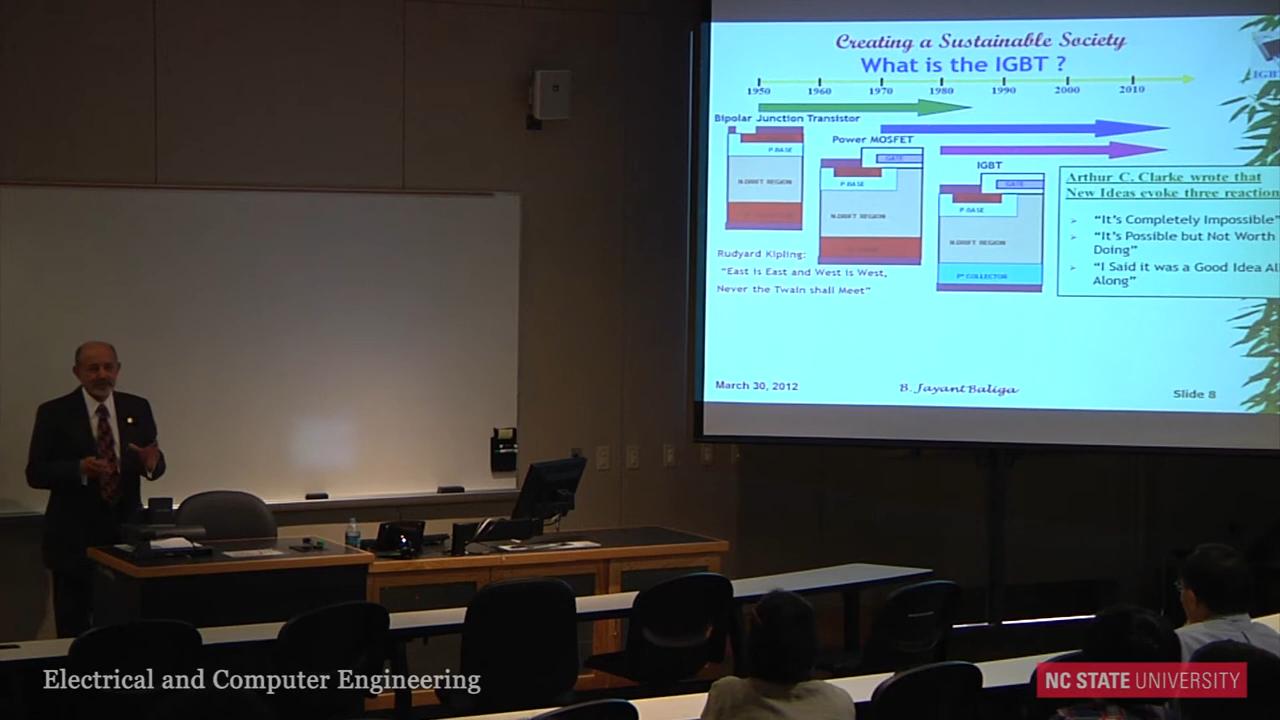 Creating a Sustainable Society
What is the IGBT ?
1950 1960 1970 1980 1990 2000 2010
Bipolar Junction Transistor
Power MOSFET
IGBT
P-BASE
N-DRIFT REGION
GATE
P-BASE
N-DRIFT REGION
GATE
P-BASE
N-DRIFT REGION
P+ COLLECTOR
Rudyard Kipling:
"East is East and West is West,
Never the Twain shall Meet"
Arthur C. Clarke wrote that
New Ideas evoke three reaction
"It's Completely Impossible"
"It's Possible but Not Worth
Doing"
"I Said it was a Good Idea Al
Along"
March 30, 2012
B. Jayant Baliga
Slide 8
Electrical and Computer Engineering
NC STATE UNIVERSITY